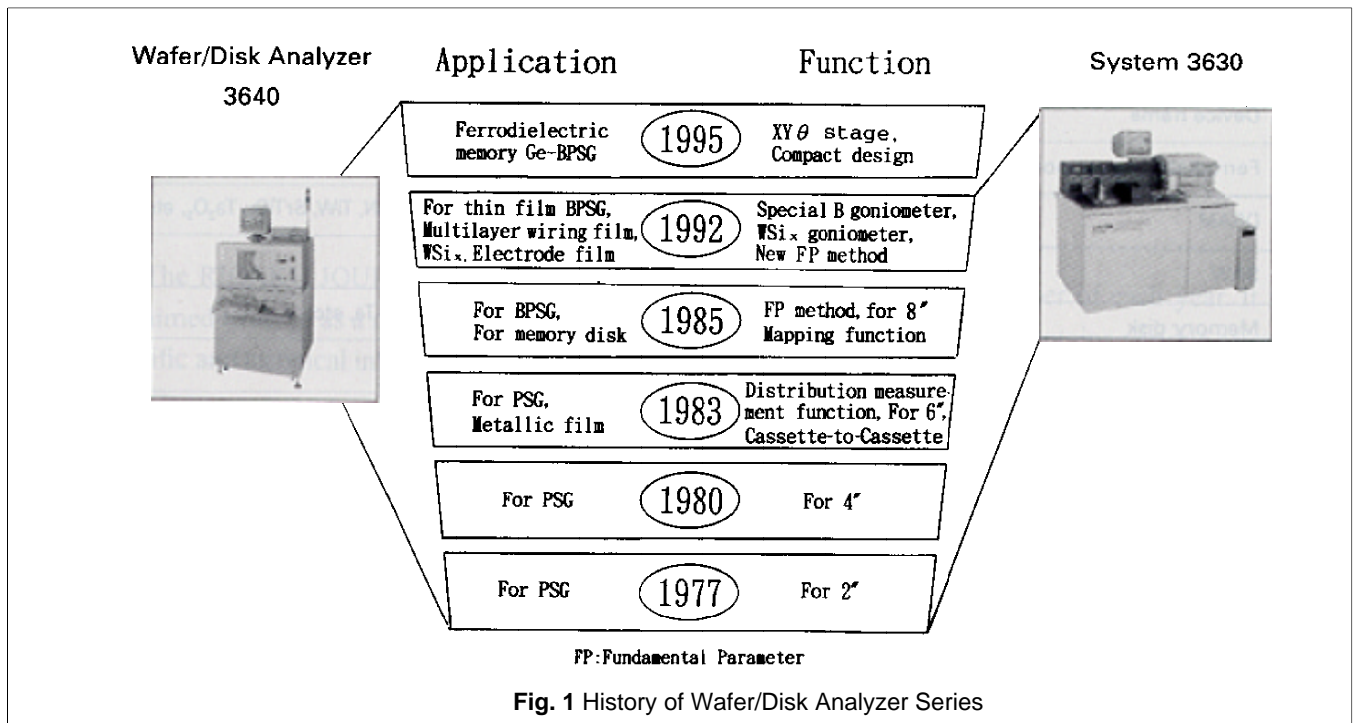 Wafer/Disk Analyzer
3640
Application
Function
System 3630
Ferrodielectric
memory Ge-BPSG
1995
XYθ stage,
Compact design
For thin film BPSG,
Multilayer wiring film,
WSiₓ, Electrode film
1992
Special B goniometer,
WSiₓ goniometer,
New FP method
For BPSG,
For memory disk
1985
FP method, for 8″
Mapping function
For PSG,
Metallic film
1983
Distribution measure-
ment function, For 6″,
Cassette-to-Cassette
For PSG
1980
For 4″
For PSG
1977
For 2″
FP:Fundamental Parameter
Fig. 1 History of Wafer/Disk Analyzer Series
Device name
Memory disk